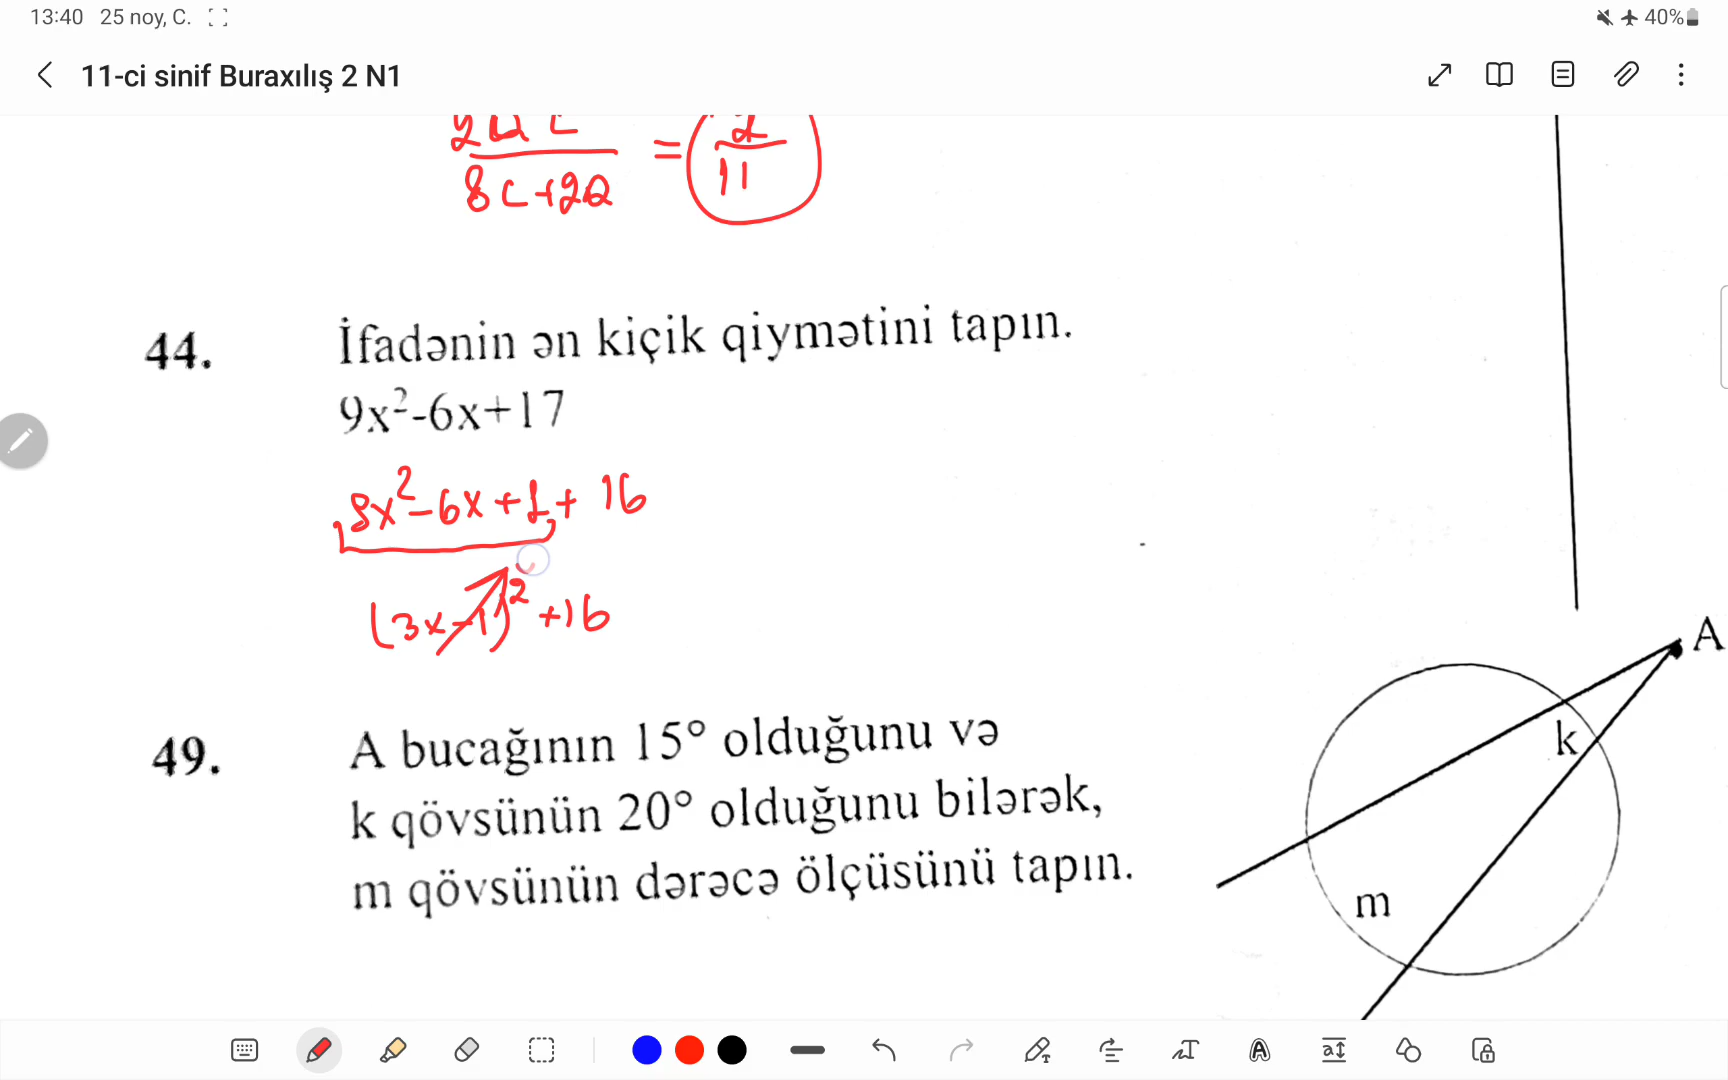 13:40 25 noy, C.
40%
11-ci sinif Buraxılış 2 N1
8C+2Q = 2/11
44. İfadənin ən kiçik qiymətini tapın.
9x²-6x+17
9x²-6x+1+16
(3x-1)²+16
A
49. A bucağının 15° olduğunu və
k
k qövsünün 20° olduğunu bilərək,
m qövsünün dərəcə ölçüsünü tapın.
m